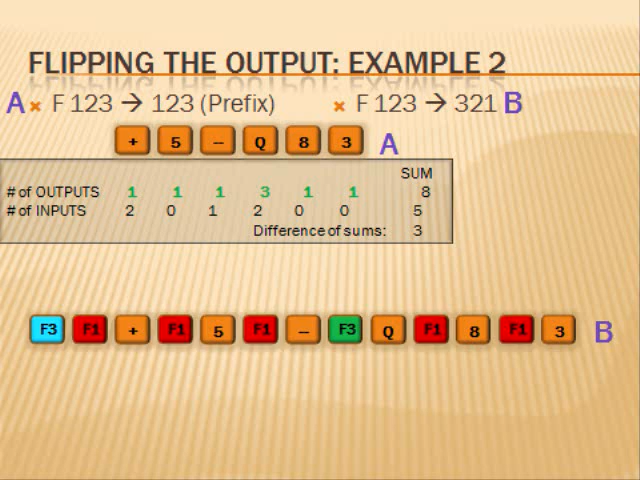 FLIPPING THE OUTPUT: EXAMPLE 2
A F 123 → 123 (Prefix) F 123 → 321 B
+ 5 – Q 8 3 A
SUM
# of OUTPUTS 1 1 1 3 1 1 8
# of INPUTS 2 0 1 2 0 0 5
Difference of sums: 3
F3 F1 + F1 5 F1 – F3 Q F1 8 F1 3 B